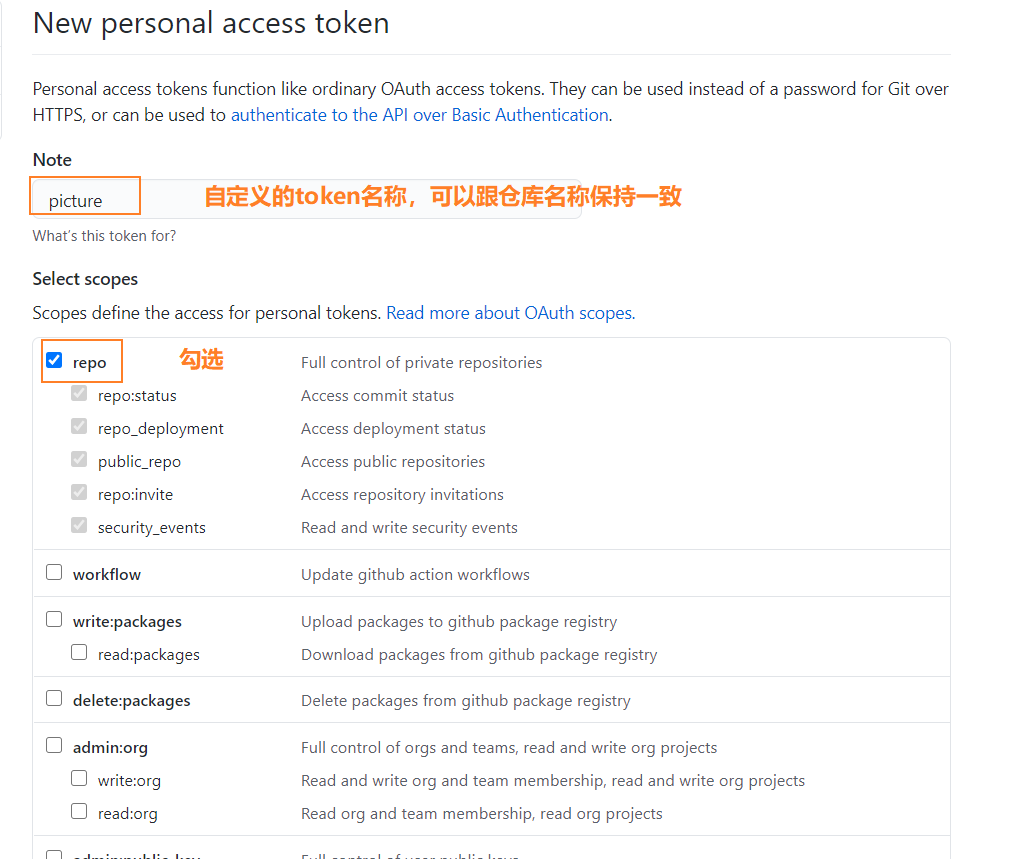 New personal access token
Personal access tokens function like ordinary OAuth access tokens. They can be used instead of a password for Git over
HTTPS, or can be used to authenticate to the API over Basic Authentication.
Note
picture 自定义的token名称，可以跟仓库名称保持一致
What's this token for?
Select scopes
Scopes define the access for personal tokens. Read more about OAuth scopes.
repo 勾选 Full control of private repositories
repo:status Access commit status
repo_deployment Access deployment status
public_repo Access public repositories
repo:invite Access repository invitations
security_events Read and write security events
workflow Update github action workflows
write:packages Upload packages to github package registry
read:packages Download packages from github package registry
delete:packages Delete packages from github package registry
admin:org Full control of orgs and teams, read and write org projects
write:org Read and write org and team membership, read and write org projects
read:org Read org and team membership, read org projects
admin:public_key Full control of user public keys